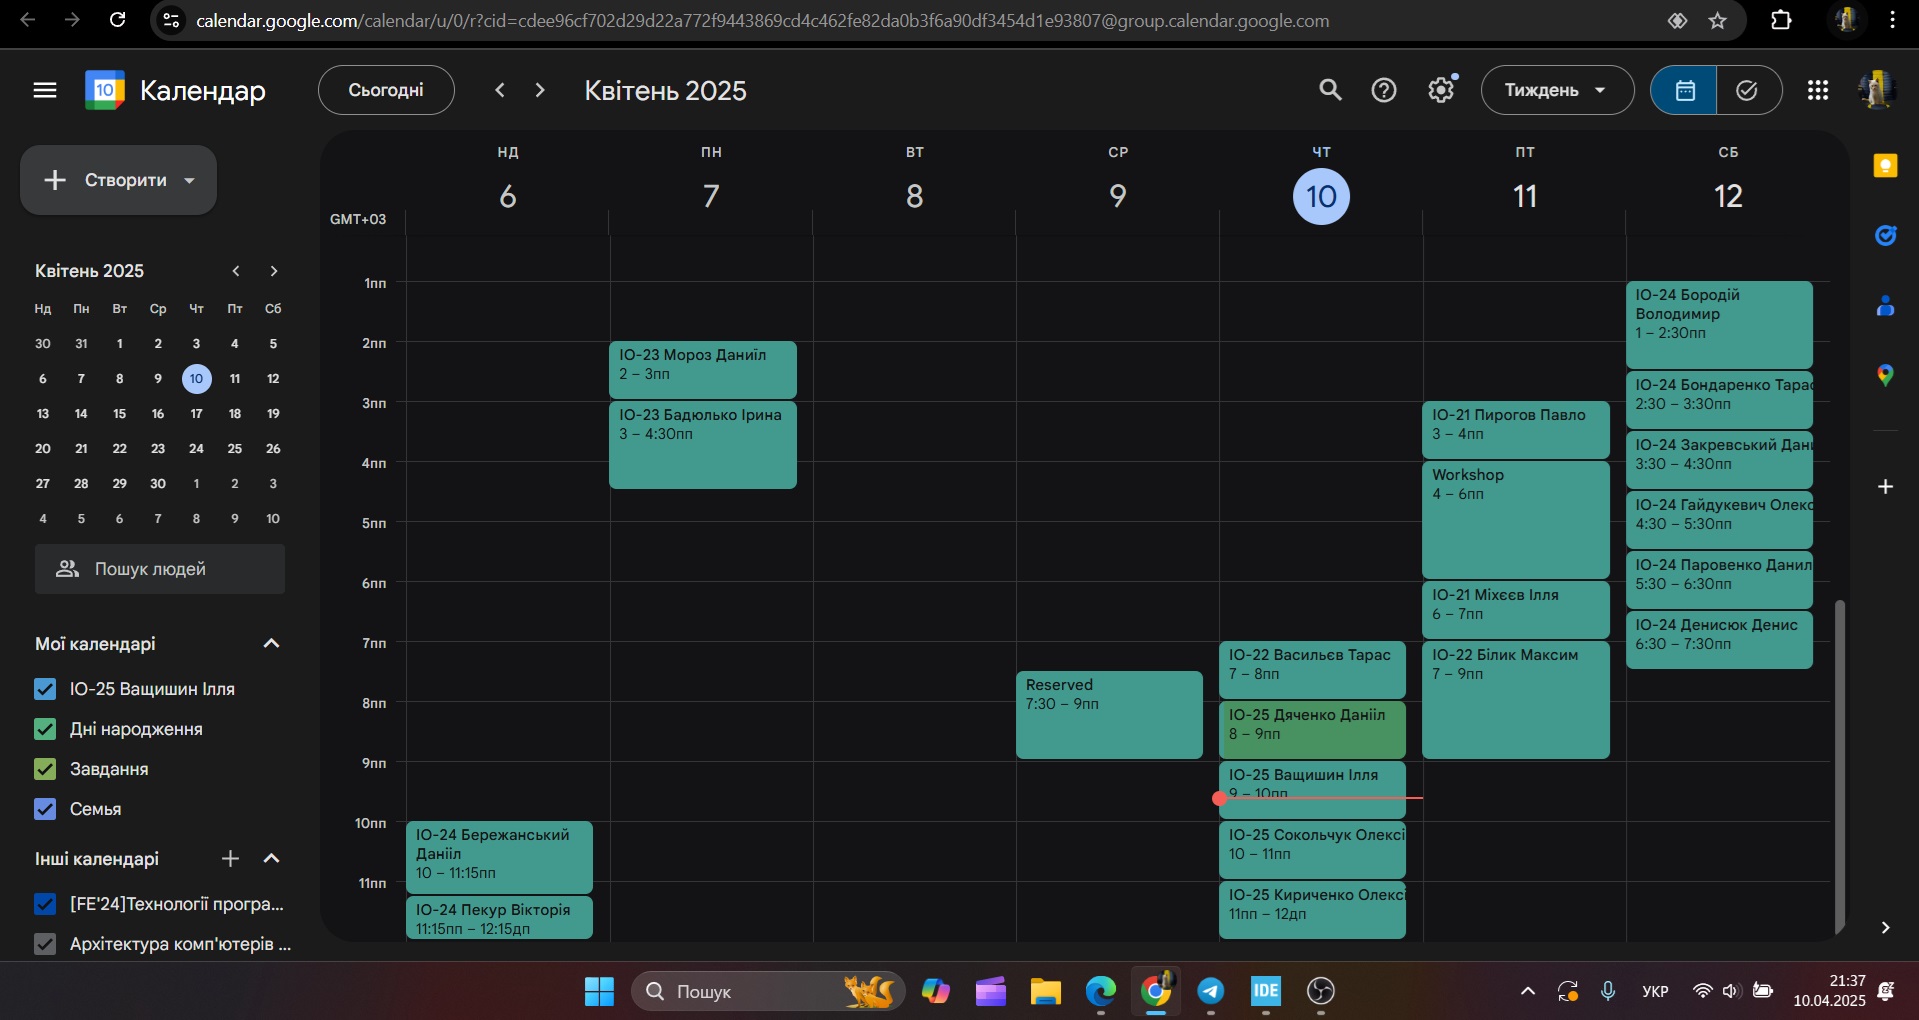 calendar.google.com/calendar/u/0/r?cid=cdee96cf702d29d22a772f9443869cd4c462fe82da0b3f6a90df3454d1e93807@group.calendar.google.com
10
Календар
Сьогодні
Квітень 2025
Тиждень
Створити
Квітень 2025
Нд Пн Вт Ср Чт Пт Сб
30 31 1 2 3 4 5
6 7 8 9 10 11 12
13 14 15 16 17 18 19
20 21 22 23 24 25 26
27 28 29 30 1 2 3
4 5 6 7 8 9 10
Пошук людей
Мої календарі
ІО-25 Ващишин Ілля
Дні народження
Завдання
Семья
Інші календарі
[FE'24]Технології програ...
Архітектура комп'ютерів ...
НД ПН ВТ СР ЧТ ПТ СБ
6 7 8 9 10 11 12
GMT+03
1пп
2пп
3пп
4пп
5пп
6пп
7пп
8пп
9пп
10пп
11пп
ІО-24 Бережанський
Данііл
10 – 11:15пп
ІО-24 Пекур Вікторія
11:15пп – 12:15дп
ІО-23 Мороз Даниїл
2 – 3пп
ІО-23 Бадюлько Ірина
3 – 4:30пп
Reserved
7:30 – 9пп
ІО-22 Васильєв Тарас
7 – 8пп
ІО-25 Дяченко Данііл
8 – 9пп
ІО-25 Ващишин Ілля
9 – 10пп
ІО-25 Сокольчук Олексі
10 – 11пп
ІО-25 Кириченко Олексі
11пп – 12дп
ІО-21 Пирогов Павло
3 – 4пп
Workshop
4 – 6пп
ІО-21 Міхєєв Ілля
6 – 7пп
ІО-22 Білик Максим
7 – 9пп
ІО-24 Бородій
Володимир
1 – 2:30пп
ІО-24 Бондаренко Тарас
2:30 – 3:30пп
ІО-24 Закревський Дани
3:30 – 4:30пп
ІО-24 Гайдукевич Олекс
4:30 – 5:30пп
ІО-24 Паровенко Данил
5:30 – 6:30пп
ІО-24 Денисюк Денис
6:30 – 7:30пп
Пошук
IDE
УКР
21:37
10.04.2025